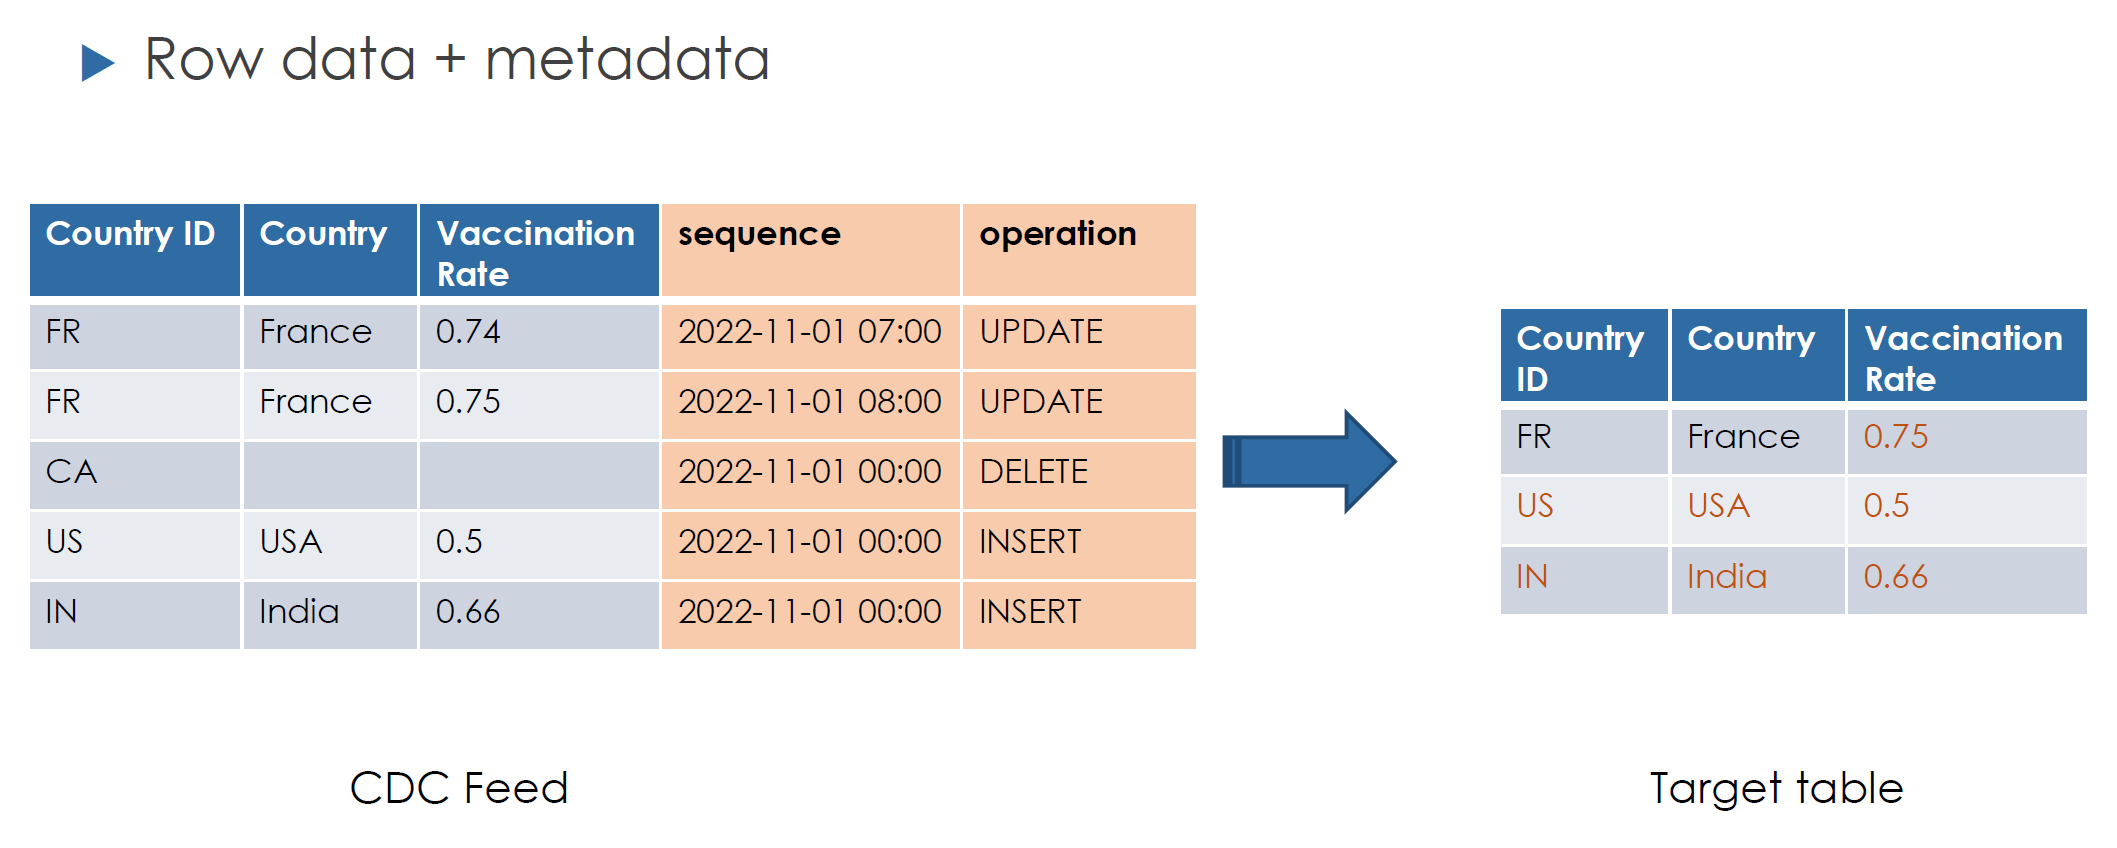 Row data + metadata
Country ID Country Vaccination Rate sequence operation
FR France 0.74 2022-11-01 07:00 UPDATE
FR France 0.75 2022-11-01 08:00 UPDATE
CA 2022-11-01 00:00 DELETE
US USA 0.5 2022-11-01 00:00 INSERT
IN India 0.66 2022-11-01 00:00 INSERT
CDC Feed
Country ID Country Vaccination Rate
FR France 0.75
US USA 0.5
IN India 0.66
Target table